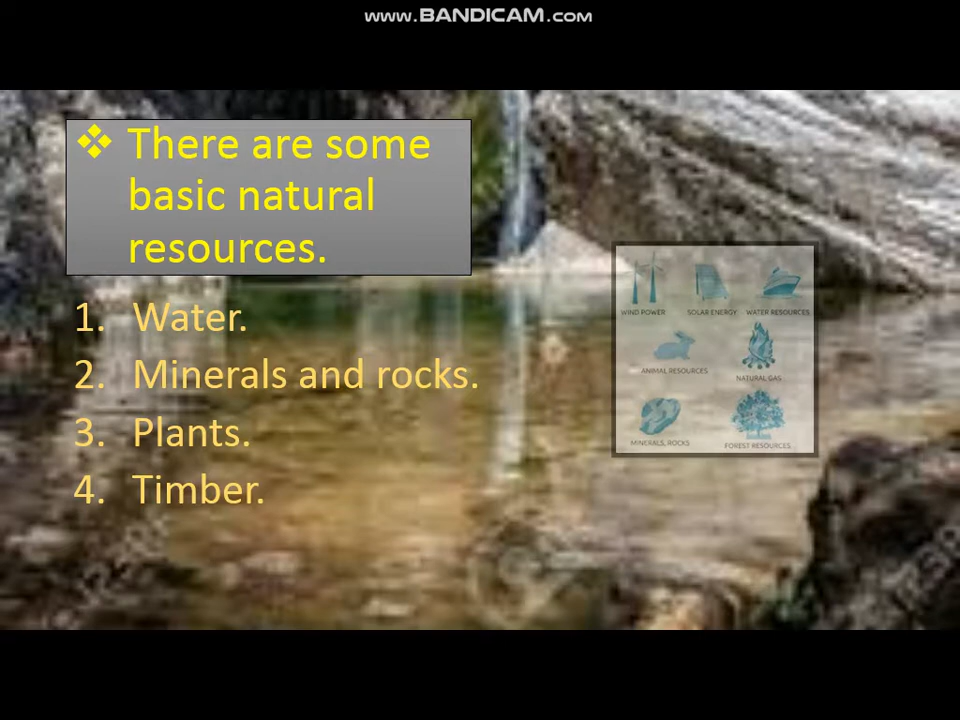 www.BANDICAM.com
❖ There are some
basic natural
resources.
1. Water.
2. Minerals and rocks.
3. Plants.
4. Timber.
WIND POWER SOLAR ENERGY WATER RESOURCES
ANIMAL RESOURCES
NATURAL GAS
MINERALS, ROCKS
FOREST RESOURCES